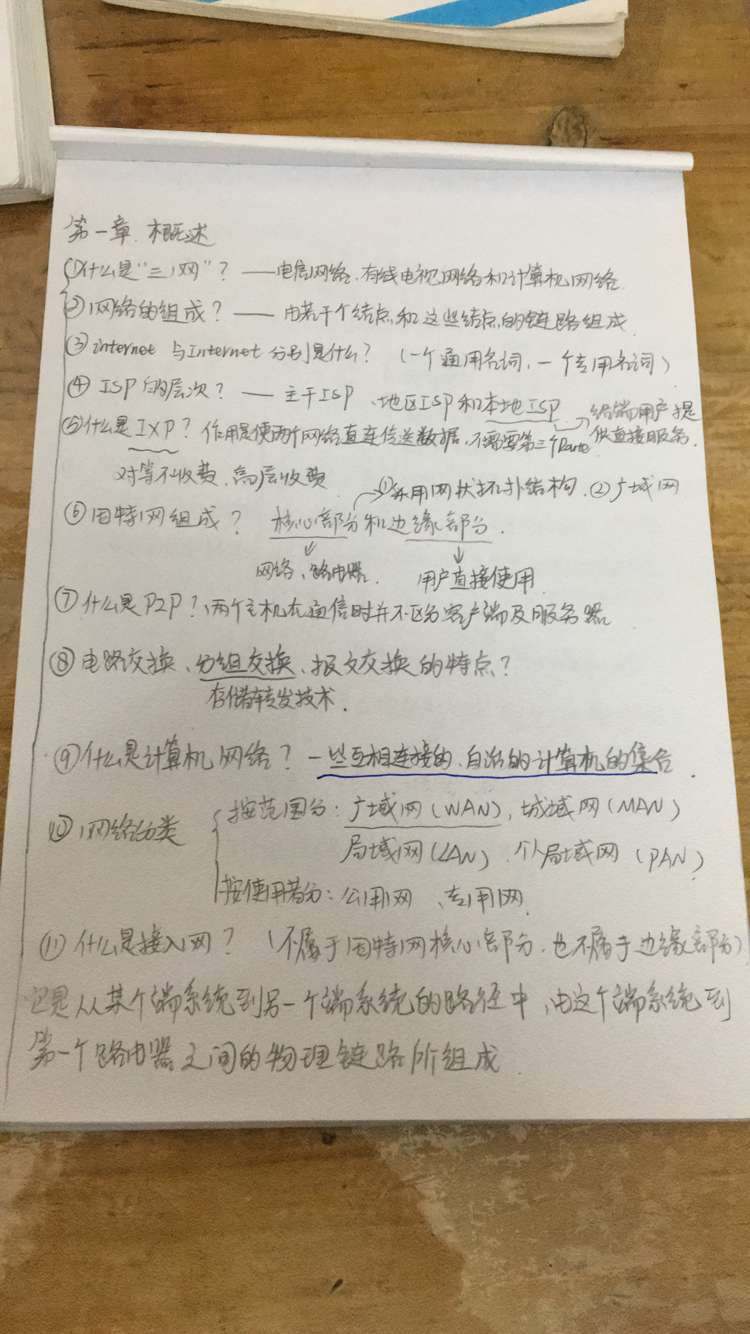 第一章 概述
①什么是“三网”？——电信网络、有线电视网络和计算机网络
②网络的组成？——由若干个结点和这些结点的链路组成
③internet 与Internet 分别是什么？（一个通用名词，一个专用名词）
④ ISP的层次？——主干ISP、地区ISP和本地ISP
给端用户提供直接服务.
⑤什么是IXP？作用是使两个网络直连传送数据，不需要第三个Route
对等不收费、高层收费
①采用网状拓扑结构、②广域网
⑥因特网组成？核心部分和边缘部分.
网络、路由器. 用户直接使用
⑦什么是P2P？两个主机在通信时并不区分客户端及服务器
⑧电路交换、分组交换、报文交换的特点？
存储转发技术.
⑨什么是计算机网络？一些互相连接的、自治的计算机的集合
⑩网络分类 按范围分：广域网（WAN），城域网（MAN）
局域网（LAN）、个人局域网（PAN）
按使用者分：公用网、专用网
⑪什么是接入网？（不属于因特网核心部分，也不属于边缘部分）
它是从某个端系统到另一个端系统的路径中，由这个端系统到
第一个路由器之间的物理链路所组成